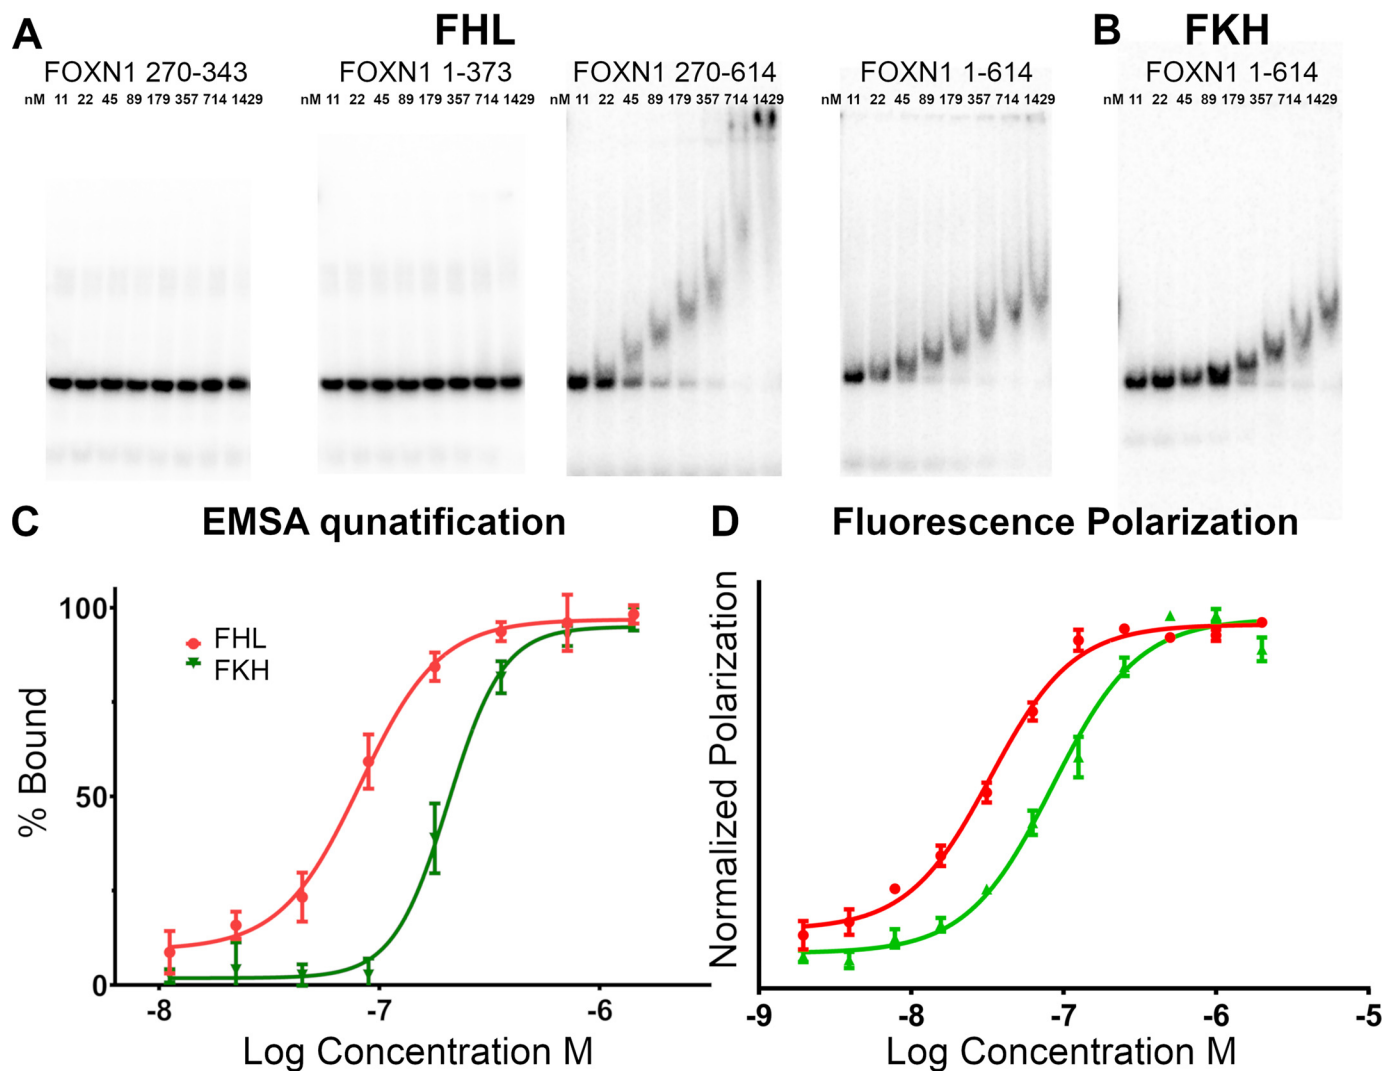 A FHL B FKH
FOXN1 270-343 FOXN1 1-373 FOXN1 270-614 FOXN1 1-614 FOXN1 1-614
nM 11 22 45 89 179 357 714 1429 nM 11 22 45 89 179 357 714 1429 nM 11 22 45 89 179 357 714 1429 nM 11 22 45 89 179 357 714 1429 nM 11 22 45 89 179 357 714 1429
C EMSA qunatification
100
50
0
% Bound
FHL
FKH
-8 -7 -6
Log Concentration M
D Fluorescence Polarization
Normalized Polarization
-9 -8 -7 -6 -5
Log Concentration M